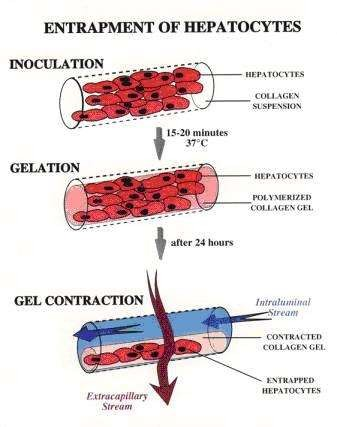 ENTRAPMENT OF HEPATOCYTES
INOCULATION
HEPATOCYTES
COLLAGEN
SUSPENSION
15-20 minutes
37°C
GELATION
HEPATOCYTES
POLYMERIZED
COLLAGEN GEL
after 24 hours
GEL CONTRACTION
Intraluminal
Stream
CONTRACTED
COLLAGEN GEL
ENTRAPPED
HEPATOCYTES
Extracapillary
Stream